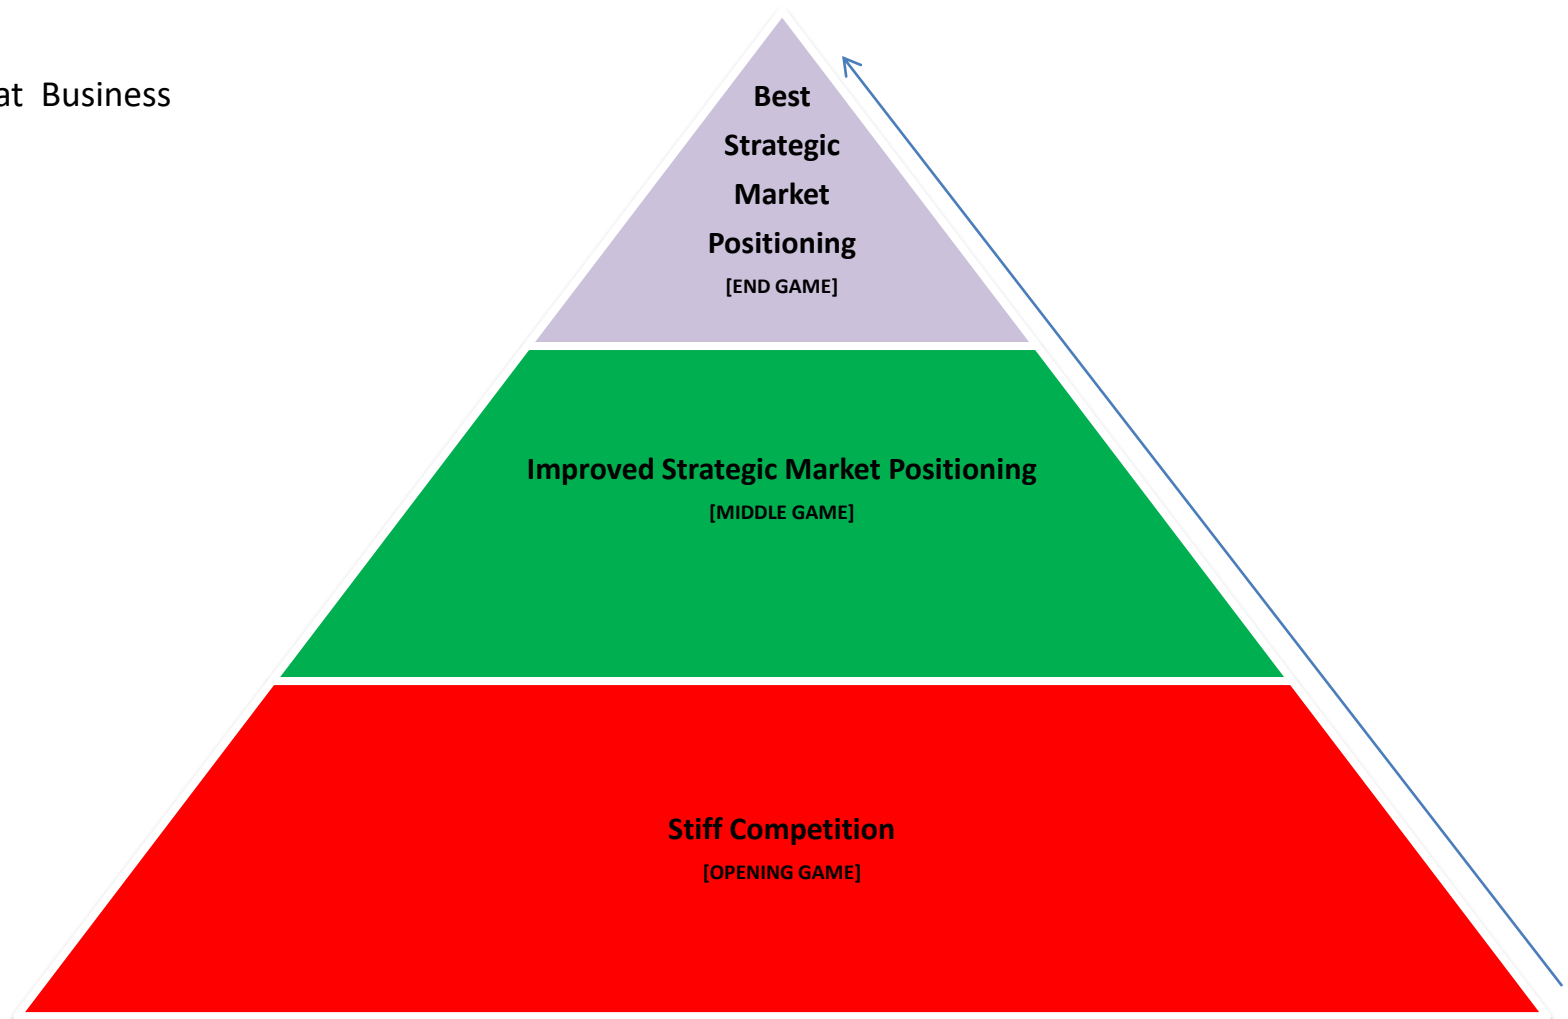 at Business
Best
Strategic
Market
Positioning
[END GAME]
Improved Strategic Market Positioning
[MIDDLE GAME]
Stiff Competition
[OPENING GAME]